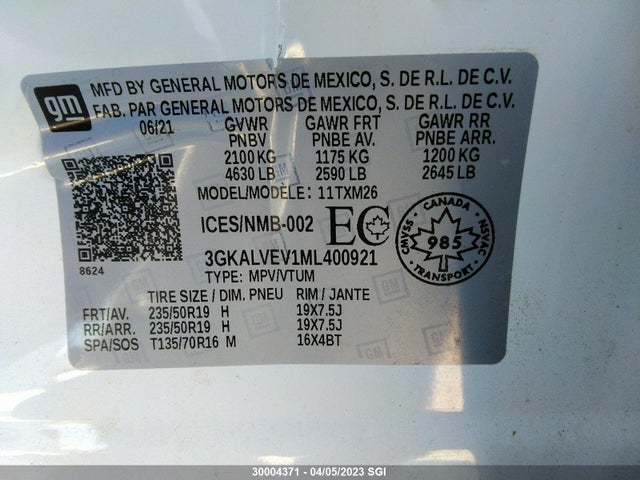 gm
MFD BY GENERAL MOTORS DE MEXICO, S. DE R.L. DE C.V.
FAB. PAR GENERAL MOTORS DE MEXICO, S. DE R.L. DE C.V.
06/21 GVWR GAWR FRT GAWR RR
PNBV PNBE AV. PNBE ARR.
2100 KG 1175 KG 1200 KG
4630 LB 2590 LB 2645 LB
MODEL/MODÈLE: 11TXM26
ICES/NMB-002 EC
CANADA
CMVSS 985 NSVAC
TRANSPORT
3GKALVEV1ML400921
8624
TYPE: MPV/VTUM
TIRE SIZE / DIM. PNEU RIM / JANTE
FRT/AV. 235/50R19 H 19X7.5J
RR/ARR. 235/50R19 H 19X7.5J
SPA/SOS T135/70R16 M 16X4BT
30004371 - 04/05/2023 SGI